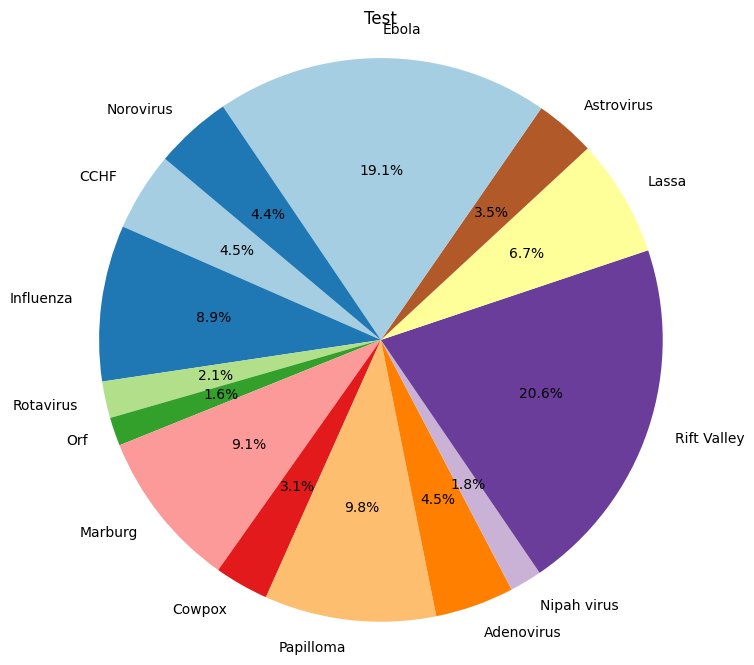 Test
Ebola
Norovirus
Astrovirus
CCHF
Lassa
19.1%
4.4%
3.5%
4.5%
6.7%
Influenza
8.9%
2.1%
1.6%
20.6%
Rotavirus
Orf
9.1%
Rift Valley
3.1%
1.8%
4.5%
9.8%
Marburg
Cowpox
Nipah virus
Adenovirus
Papilloma